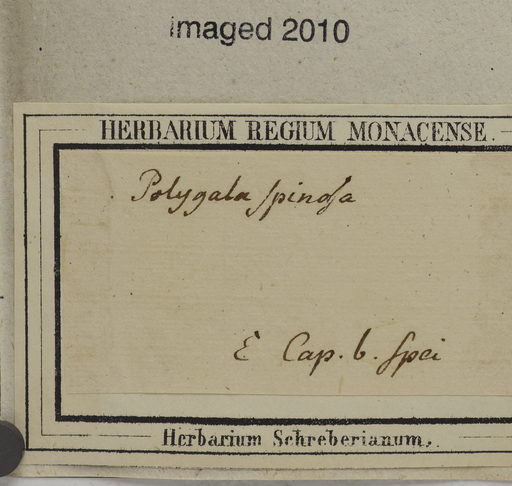 imaged 2010
HERBARIUM REGIUM MONACENSE.
Polygala spinosa
E Cap. b. Spei
Herbarium Schreberianum.